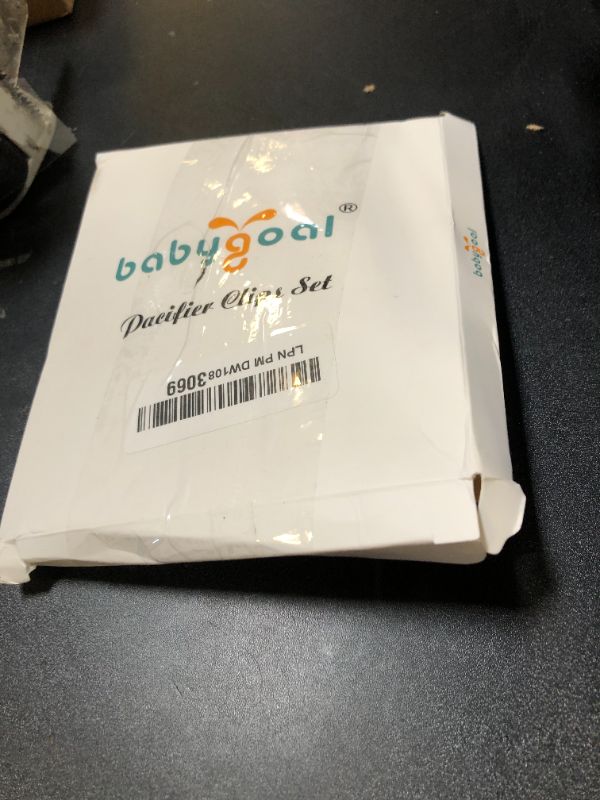 babygoal®
Pacifier Clips Set
LPN PM DW1083069
babygoal